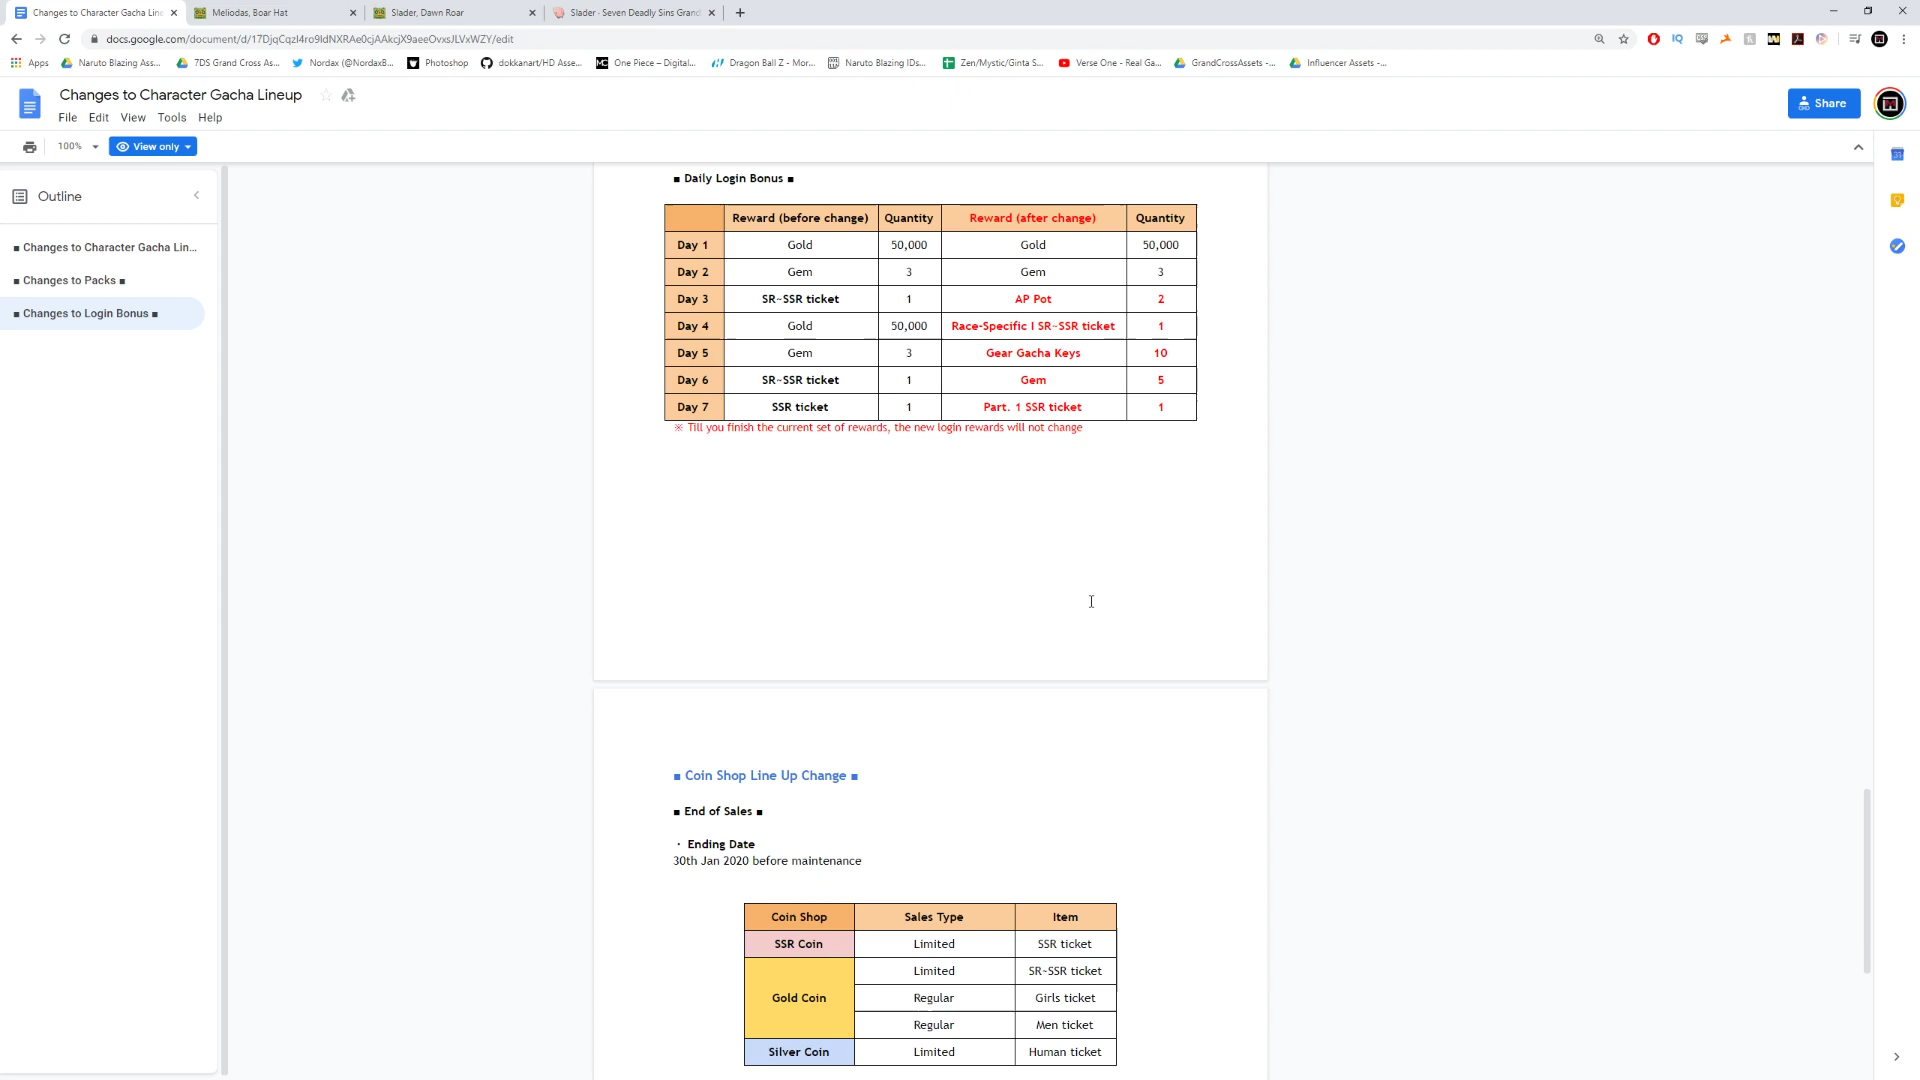 Changes to Character Gacha Line
Meliodas, Boar Hat
Slader, Dawn Roar
Slader - Seven Deadly Sins Grand
docs.google.com/document/d/17DjqCqzI4ro9IdNXRAe0cjAAkcjX9aeeOvxsJLVxWZY/edit
Apps
Naruto Blazing Ass...
7DS Grand Cross As...
Nordax (@NordaxB...
Photoshop
dokkanart/HD Asse...
One Piece – Digital...
Dragon Ball Z - Mor...
Naruto Blazing IDs...
Zen/Mystic/Ginta S...
Verse One - Real Ga...
GrandCrossAssets -...
Influencer Assets -...
Changes to Character Gacha Lineup
Share
File Edit View Tools Help
100% View only
Outline
■ Changes to Character Gacha Lin...
■ Changes to Packs ■
■ Changes to Login Bonus ■
■ Daily Login Bonus ■
Reward (before change) Quantity Reward (after change) Quantity
Day 1 Gold 50,000 Gold 50,000
Day 2 Gem 3 Gem 3
Day 3 SR~SSR ticket 1 AP Pot 2
Day 4 Gold 50,000 Race-Specific I SR~SSR ticket 1
Day 5 Gem 3 Gear Gacha Keys 10
Day 6 SR~SSR ticket 1 Gem 5
Day 7 SSR ticket 1 Part. 1 SSR ticket 1
※ Till you finish the current set of rewards, the new login rewards will not change
■ Coin Shop Line Up Change ■
■ End of Sales ■
・ Ending Date
30th Jan 2020 before maintenance
Coin Shop Sales Type Item
SSR Coin Limited SSR ticket
Limited SR~SSR ticket
Gold Coin Regular Girls ticket
Regular Men ticket
Silver Coin Limited Human ticket